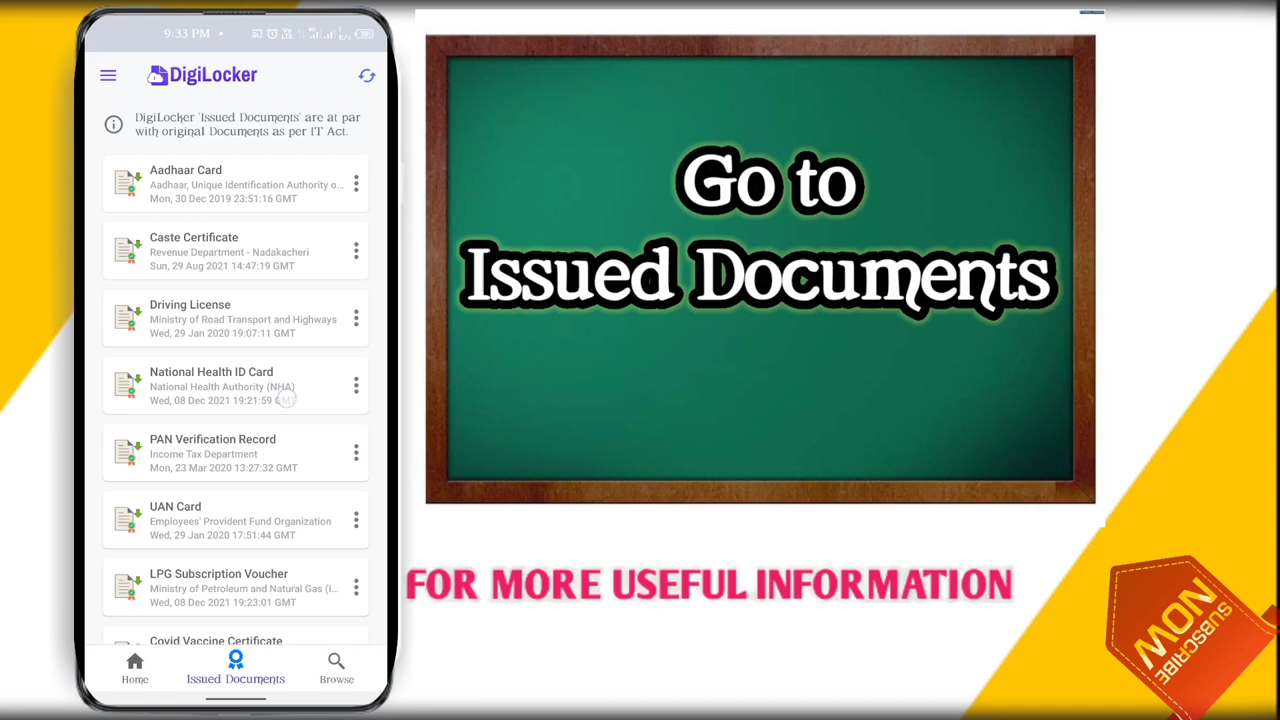 9:33 PM
DigiLocker
DigiLocker 'Issued Documents' are at par
with original Documents as per IT Act.
Aadhaar Card
Aadhaar, Unique Identification Authority o...
Mon, 30 Dec 2019 23:51:16 GMT
Caste Certificate
Revenue Department - Nadakacheri
Sun, 29 Aug 2021 14:47:19 GMT
Driving License
Ministry of Road Transport and Highways
Wed, 29 Jan 2020 19:07:11 GMT
National Health ID Card
National Health Authority (NHA)
Wed, 08 Dec 2021 19:21:59 GMT
PAN Verification Record
Income Tax Department
Mon, 23 Mar 2020 13:27:32 GMT
UAN Card
Employees' Provident Fund Organization
Wed, 29 Jan 2020 17:51:44 GMT
LPG Subscription Voucher
Ministry of Petroleum and Natural Gas (I...
Wed, 08 Dec 2021 19:23:01 GMT
Covid Vaccine Certificate
Home
Issued Documents
Browse
Go to
Issued Documents
FOR MORE USEFUL INFORMATION
SUBSCRIBE
NOW